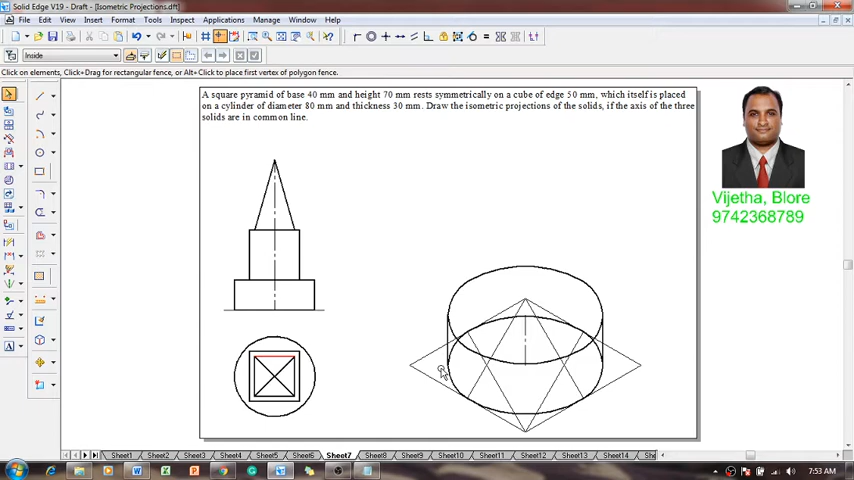 Solid Edge V19 - Draft - [Isometric Projections.dft]
File Edit View Insert Format Tools Inspect Applications Manage Window Help
Inside
Click on elements, Click+Drag for rectangular fence, or Alt+Click to place first vertex of polygon fence.
A square pyramid of base 40 mm and height 70 mm rests symmetrically on a cube of edge 50 mm, which itself is placed
on a cylinder of diameter 80 mm and thickness 30 mm. Draw the isometric projections of the solids, if the axis of the three
solids are in common line.
Vijetha, Blore
9742368789
Sheet1 Sheet2 Sheet3 Sheet4 Sheet5 Sheet6 Sheet7 Sheet8 Sheet9 Sheet10 Sheet11 Sheet12 Sheet13 Sheet14 Sh
7:53 AM